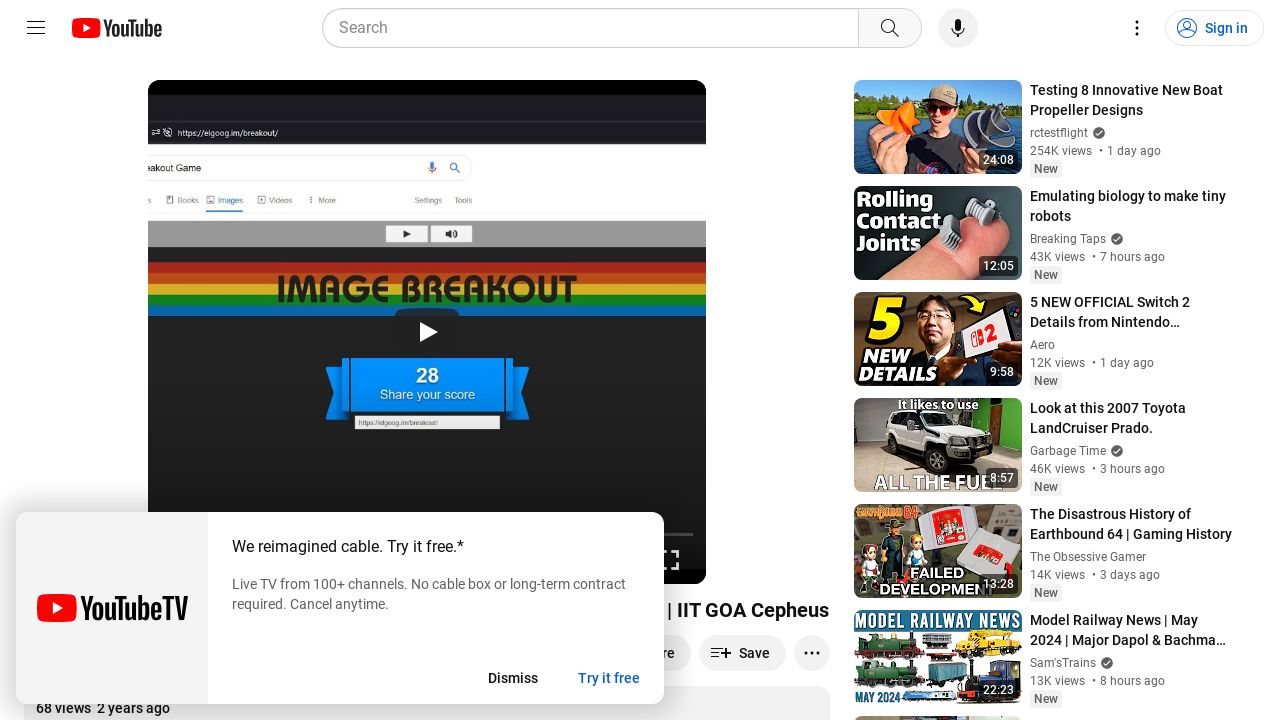 YouTube
Search
Sign in
https://elgoog.im/breakout/
eakout Game
Books
Images
Videos
More
Settings
Tools
IMAGE BREAKOUT
28
Share your score
https://elgoog.im/breakout/
| IIT GOA Cepheus
re
Save
68 views 2 years ago
YouTubeTV
We reimagined cable. Try it free.*
Live TV from 100+ channels. No cable box or long-term contract
required. Cancel anytime.
Dismiss
Try it free
24:08
Testing 8 Innovative New Boat
Propeller Designs
rctestflight
254K views • 1 day ago
New
Rolling
Contact
Joints
12:05
Emulating biology to make tiny
robots
Breaking Taps
43K views • 7 hours ago
New
5
NEW
DETAILS
2
9:58
5 NEW OFFICIAL Switch 2
Details from Nintendo…
Aero
12K views • 1 day ago
New
It likes to use
ALL THE FUEL
8:57
Look at this 2007 Toyota
LandCruiser Prado.
Garbage Time
46K views • 3 hours ago
New
EARTHBOUND 64
FAILED
DEVELOPMENT
13:28
The Disastrous History of
Earthbound 64 | Gaming History
The Obsessive Gamer
14K views • 3 days ago
New
MODEL RAILWAY NEWS
MAY
2024
22:23
Model Railway News | May
2024 | Major Dapol & Bachma…
Sam'sTrains
13K views • 8 hours ago
New